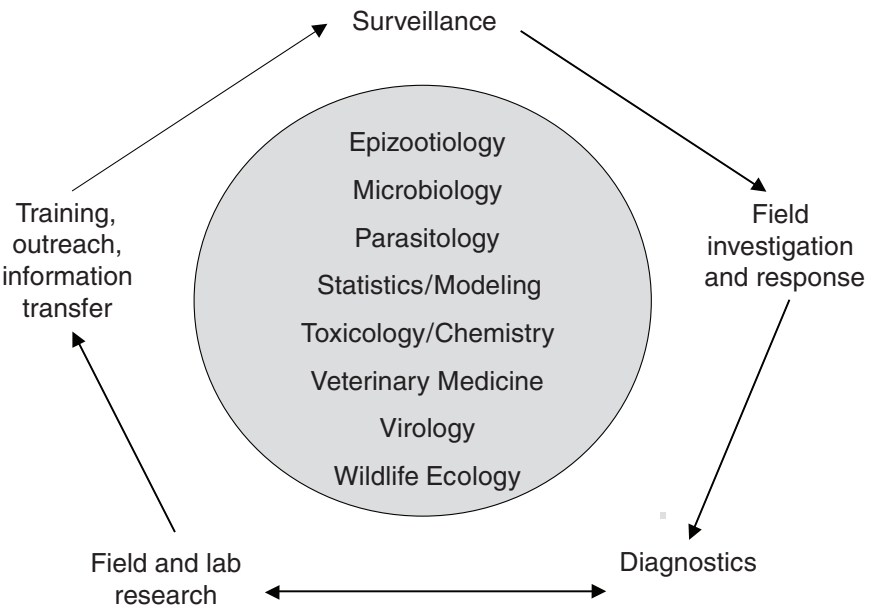 Surveillance
Epizootiology
Microbiology
Parasitology
Statistics/Modeling
Toxicology/Chemistry
Veterinary Medicine
Virology
Wildlife Ecology
Field
investigation
and response
Diagnostics
Field and lab
research
Training,
outreach,
information
transfer